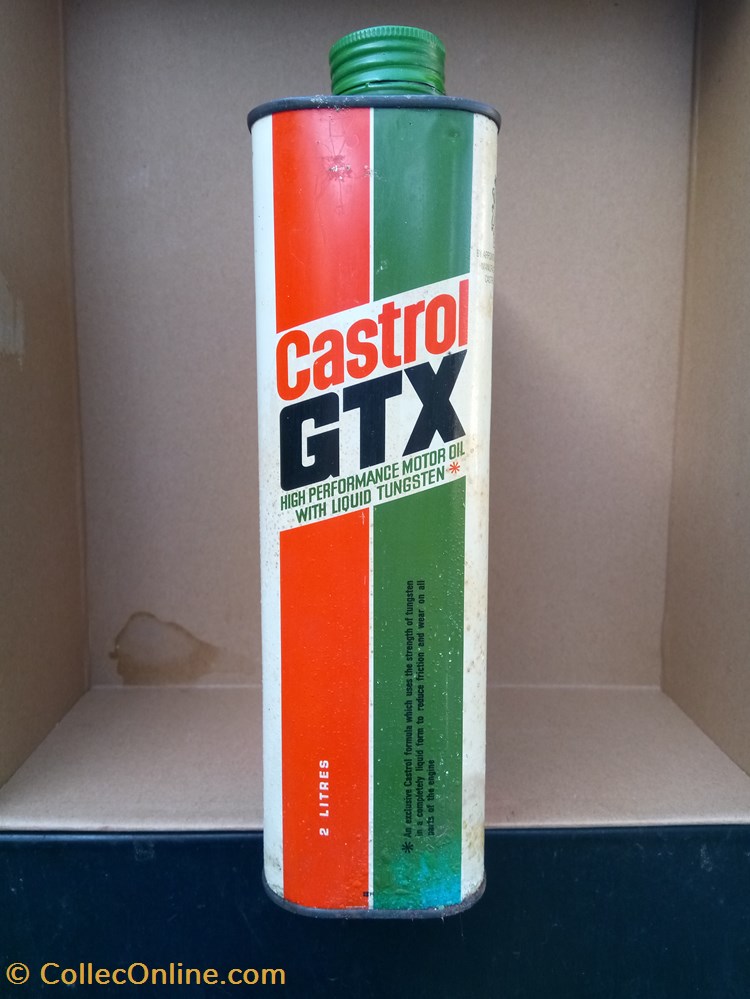 Castrol
GTX
HIGH PERFORMANCE MOTOR OIL
WITH LIQUID TUNGSTEN *
2 LITRES
* An exclusive Castrol formula which uses the strength of tungsten
in a completely liquid form to reduce friction and wear on all
parts of the engine
© CollecOnline.com